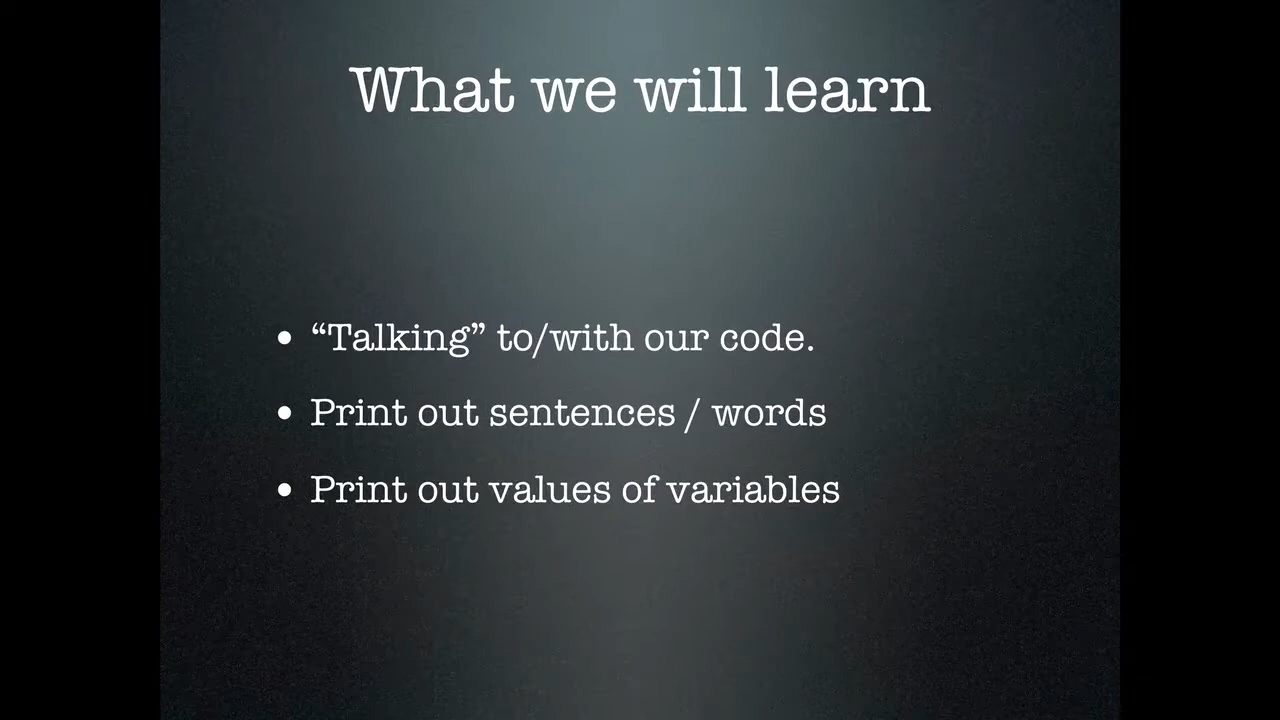 What we will learn
• “Talking” to/with our code.
• Print out sentences / words
• Print out values of variables